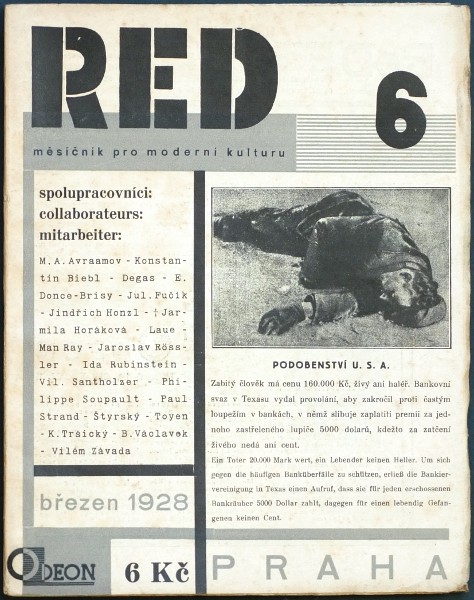 RED
6
měsíčník pro moderní kulturu
spolupracovníci:
collaborateurs:
mitarbeiter:
M. A. Avraamov - Konstan-
tin Biebl - Degas - E.
Donce-Brisy - Jul. Fučík
- Jindřich Honzl - †Jar-
mila Horáková - Laue -
Man Ray - Jaroslav Röss-
ler - Ida Rubinstein -
Vil. Santholzer - Phi-
lippe Soupault - Paul
Strand - Štyrský - Toyen
- K. Tršický - B. Václavek
- Vilém Závada
PODOBENSTVÍ U. S. A.
Zabitý člověk má cenu 160.000 Kč, živý ani haléř. Bankovní
svaz v Texasu vydal provolání, aby zakročil proti častým
loupežím v bankách, v němž slibuje zaplatiti premii za jed-
noho zastřeleného lupiče 5000 dolarů, kdežto za zatčení
živého nedá ani cent.
Ein Toter 20.000 Mark wert, ein Lebender keinen Heller. Um sich
gegen die häufigen Banküberfälle zu schützen, erließ die Bankier-
vereinigung in Texas einen Aufruf, dass sie für jeden erschossenen
Bankräuber 5000 Dollar zahlt, dagegen für einen lebendig Gefan-
genen keinen Cent.
březen 1928
ODEON
6 Kč
PRAHA